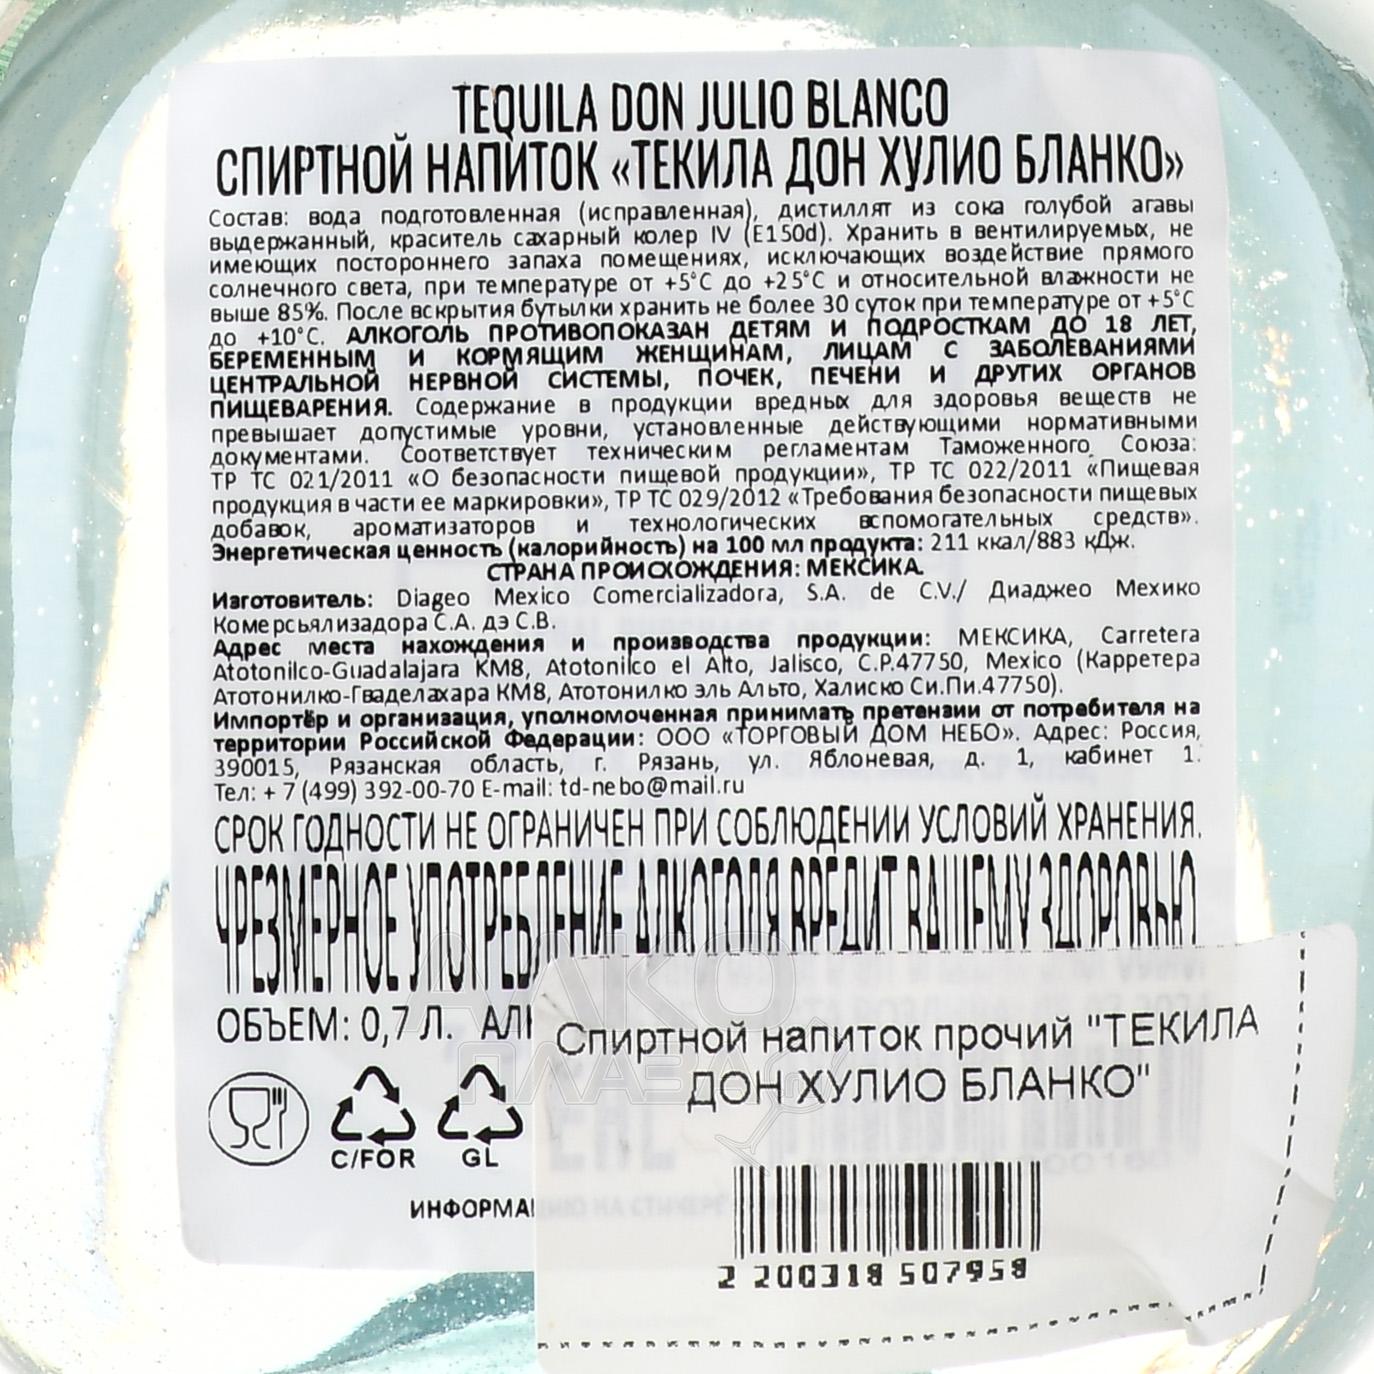 TEQUILA DON JULIO BLANCO
СПИРТНОЙ НАПИТОК «ТЕКИЛА ДОН ХУЛИО БЛАНКО»
Состав: вода подготовленная (исправленная), дистиллят из сока голубой агавы
выдержанный, краситель сахарный колер IV (E150d). Хранить в вентилируемых, не
имеющих постороннего запаха помещениях, исключающих воздействие прямого
солнечного света, при температуре от +5°С до +25°С и относительной влажности не
выше 85%. После вскрытия бутылки хранить не более 30 суток при температуре от +5°С
до +10°С. АЛКОГОЛЬ ПРОТИВОПОКАЗАН ДЕТЯМ И ПОДРОСТКАМ ДО 18 ЛЕТ,
БЕРЕМЕННЫМ И КОРМЯЩИМ ЖЕНЩИНАМ, ЛИЦАМ С ЗАБОЛЕВАНИЯМИ
ЦЕНТРАЛЬНОЙ НЕРВНОЙ СИСТЕМЫ, ПОЧЕК, ПЕЧЕНИ И ДРУГИХ ОРГАНОВ
ПИЩЕВАРЕНИЯ. Содержание в продукции вредных для здоровья веществ не
превышает допустимые уровни, установленные действующими нормативными
документами. Соответствует техническим регламентам Таможенного Союза:
ТР ТС 021/2011 «О безопасности пищевой продукции», ТР ТС 022/2011 «Пищевая
продукция в части ее маркировки», ТР ТС 029/2012 «Требования безопасности пищевых
добавок, ароматизаторов и технологических вспомогательных средств».
Энергетическая ценность (калорийность) на 100 мл продукта: 211 ккал/883 кДж.
СТРАНА ПРОИСХОЖДЕНИЯ: МЕКСИКА.
Изготовитель: Diageo Mexico Comercializadora, S.A. de C.V./ Диаджео Мехико
Комерсьялизадора С.А. дэ С.В.
Адрес места нахождения и производства продукции: МЕКСИКА, Carretera
Atotonilco-Guadalajara KM8, Atotonilco el Alto, Jalisco, C.P.47750, Mexico (Карретера
Атотонилко-Гваделахара КМ8, Атотонилко эль Альто, Халиско Си.Пи.47750).
Импортёр и организация, уполномоченная принимать претензии от потребителя на
территории Российской Федерации: ООО «ТОРГОВЫЙ ДОМ НЕБО». Адрес: Россия,
390015, Рязанская область, г. Рязань, ул. Яблоневая, д. 1, кабинет 1.
Тел: + 7 (499) 392-00-70 E-mail: td-nebo@mail.ru
СРОК ГОДНОСТИ НЕ ОГРАНИЧЕН ПРИ СОБЛЮДЕНИИ УСЛОВИЙ ХРАНЕНИЯ.
ЧРЕЗМЕРНОЕ УПОТРЕБЛЕНИЕ АЛКОГОЛЯ ВРЕДИТ ВАШЕМУ ЗДОРОВЬЮ
АЛКО
ПЛАЗА
ОБЪЕМ: 0,7 Л.
Спиртной напиток прочий "ТЕКИЛА
ДОН ХУЛИО БЛАНКО"
C/FOR GL
2 200318 507958